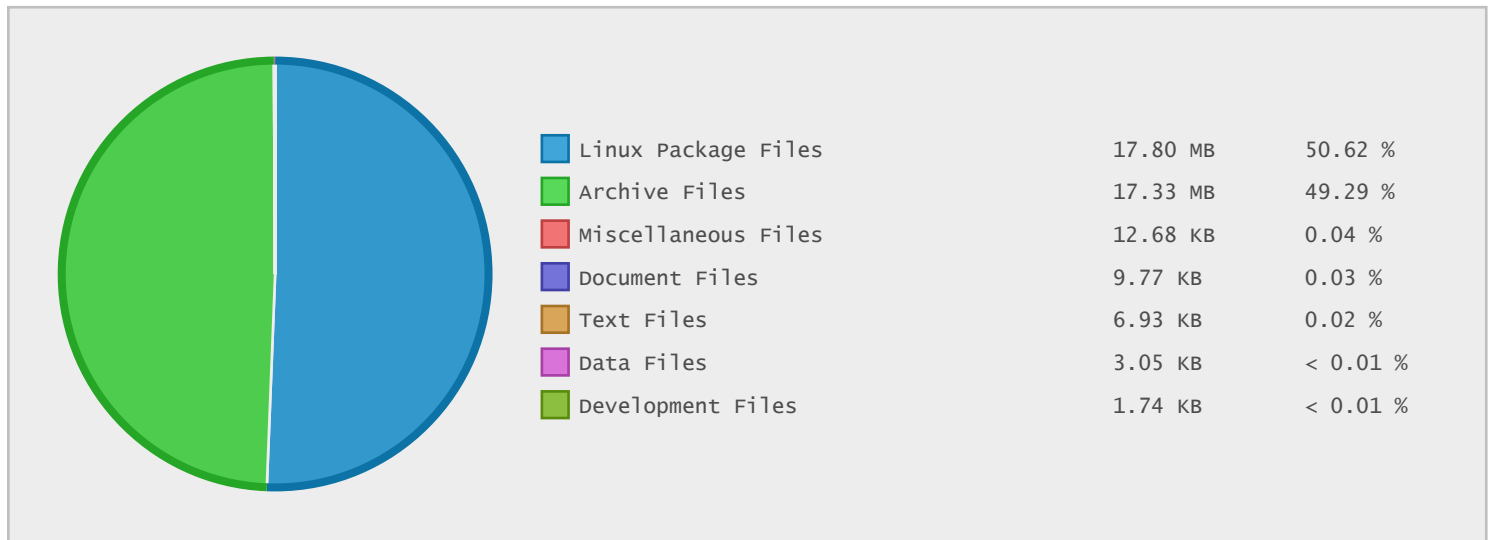 Linux Package Files 17.80 MB 50.62 %
Archive Files 17.33 MB 49.29 %
Miscellaneous Files 12.68 KB 0.04 %
Document Files 9.77 KB 0.03 %
Text Files 6.93 KB 0.02 %
Data Files 3.05 KB < 0.01 %
Development Files 1.74 KB < 0.01 %